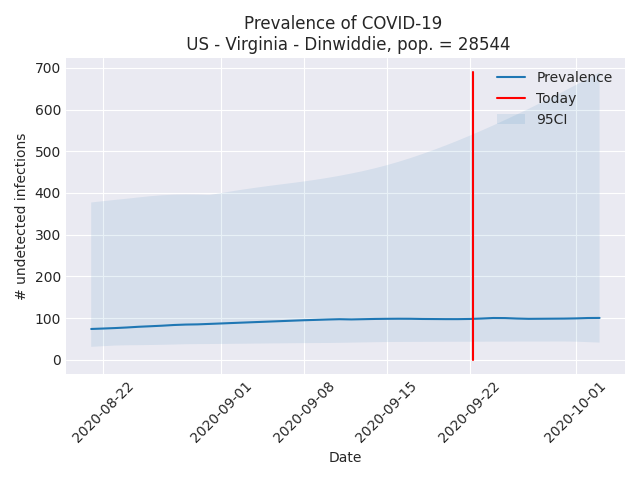 Prevalence of COVID-19
US - Virginia - Dinwiddie, pop. = 28544
700
600
500
400
300
200
100
0
# undetected infections
Prevalence
Today
95CI
2020-08-22
2020-09-01
2020-09-08
2020-09-15
2020-09-22
2020-10-01
Date